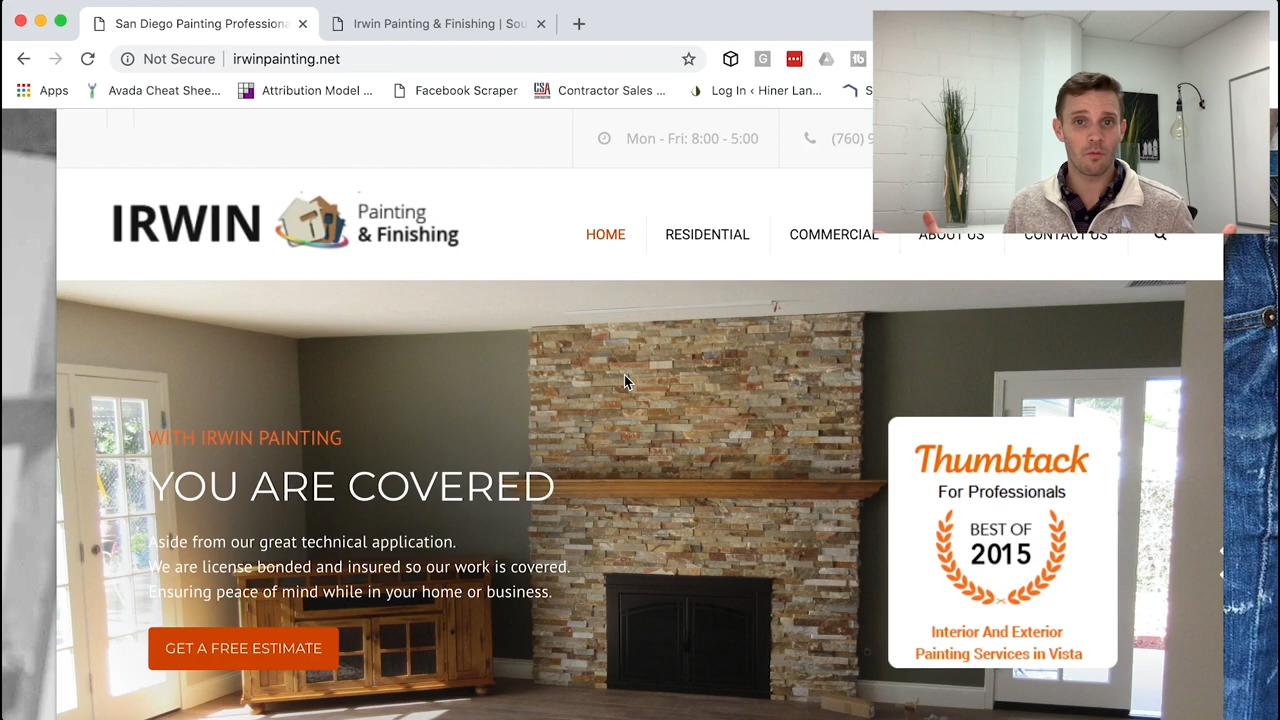 San Diego Painting Professiona
Irwin Painting & Finishing | Sou
Not Secure
irwinpainting.net
Apps
Avada Cheat Shee...
Attribution Model ...
Facebook Scraper
CSA
Contractor Sales ...
Log In ‹ Hiner Lan...
S
Mon - Fri: 8:00 - 5:00
(760) 9
IRWIN
Painting
& Finishing
HOME
RESIDENTIAL
COMMERCIAL
ABOUT US
CONTACT US
WITH IRWIN PAINTING
YOU ARE COVERED
Aside from our great technical application.
We are license bonded and insured so our work is covered.
Ensuring peace of mind while in your home or business.
GET A FREE ESTIMATE
Thumbtack
For Professionals
BEST OF
2015
Interior And Exterior
Painting Services in Vista